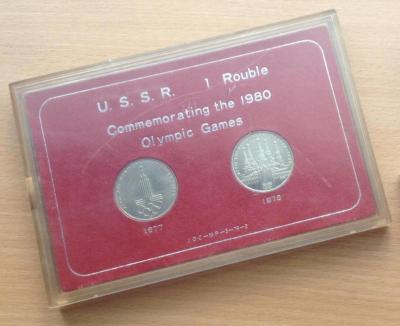 U. S. S. R. 1 Rouble
Commemorating the 1980
Olympic Games
1977
1978